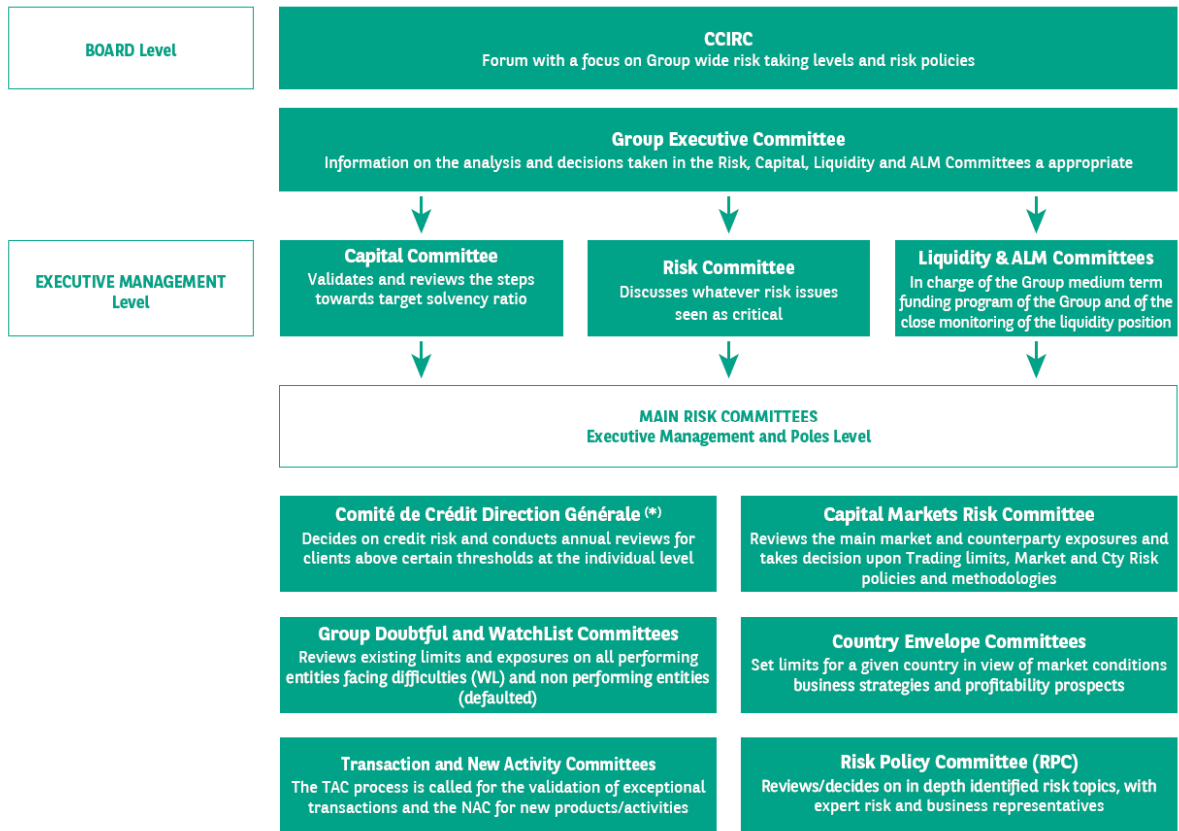 BOARD Level
CCIRC
Forum with a focus on Group wide risk taking levels and risk policies
Group Executive Committee
Information on the analysis and decisions taken in the Risk, Capital, Liquidity and ALM Committees a appropriate
EXECUTIVE MANAGEMENT
Level
Capital Committee
Validates and reviews the steps
towards target solvency ratio
Risk Committee
Discusses whatever risk issues
seen as critical
Liquidity & ALM Committees
In charge of the Group medium term
funding program of the Group and of the
close monitoring of the liquidity position
MAIN RISK COMMITTEES
Executive Management and Poles Level
Comité de Crédit Direction Générale (*)
Decides on credit risk and conducts annual reviews for
clients above certain thresholds at the individual level
Capital Markets Risk Committee
Reviews the main market and counterparty exposures and
takes decision upon Trading limits, Market and Cty Risk
policies and methodologies
Group Doubtful and WatchList Committees
Reviews existing limits and exposures on all performing
entities facing difficulties (WL) and non performing entities
(defaulted)
Country Envelope Committees
Set limits for a given country in view of market conditions
business strategies and profitability prospects
Transaction and New Activity Committees
The TAC process is called for the validation of exceptional
transactions and the NAC for new products/activities
Risk Policy Committee (RPC)
Reviews/decides on in depth identified risk topics, with
expert risk and business representatives